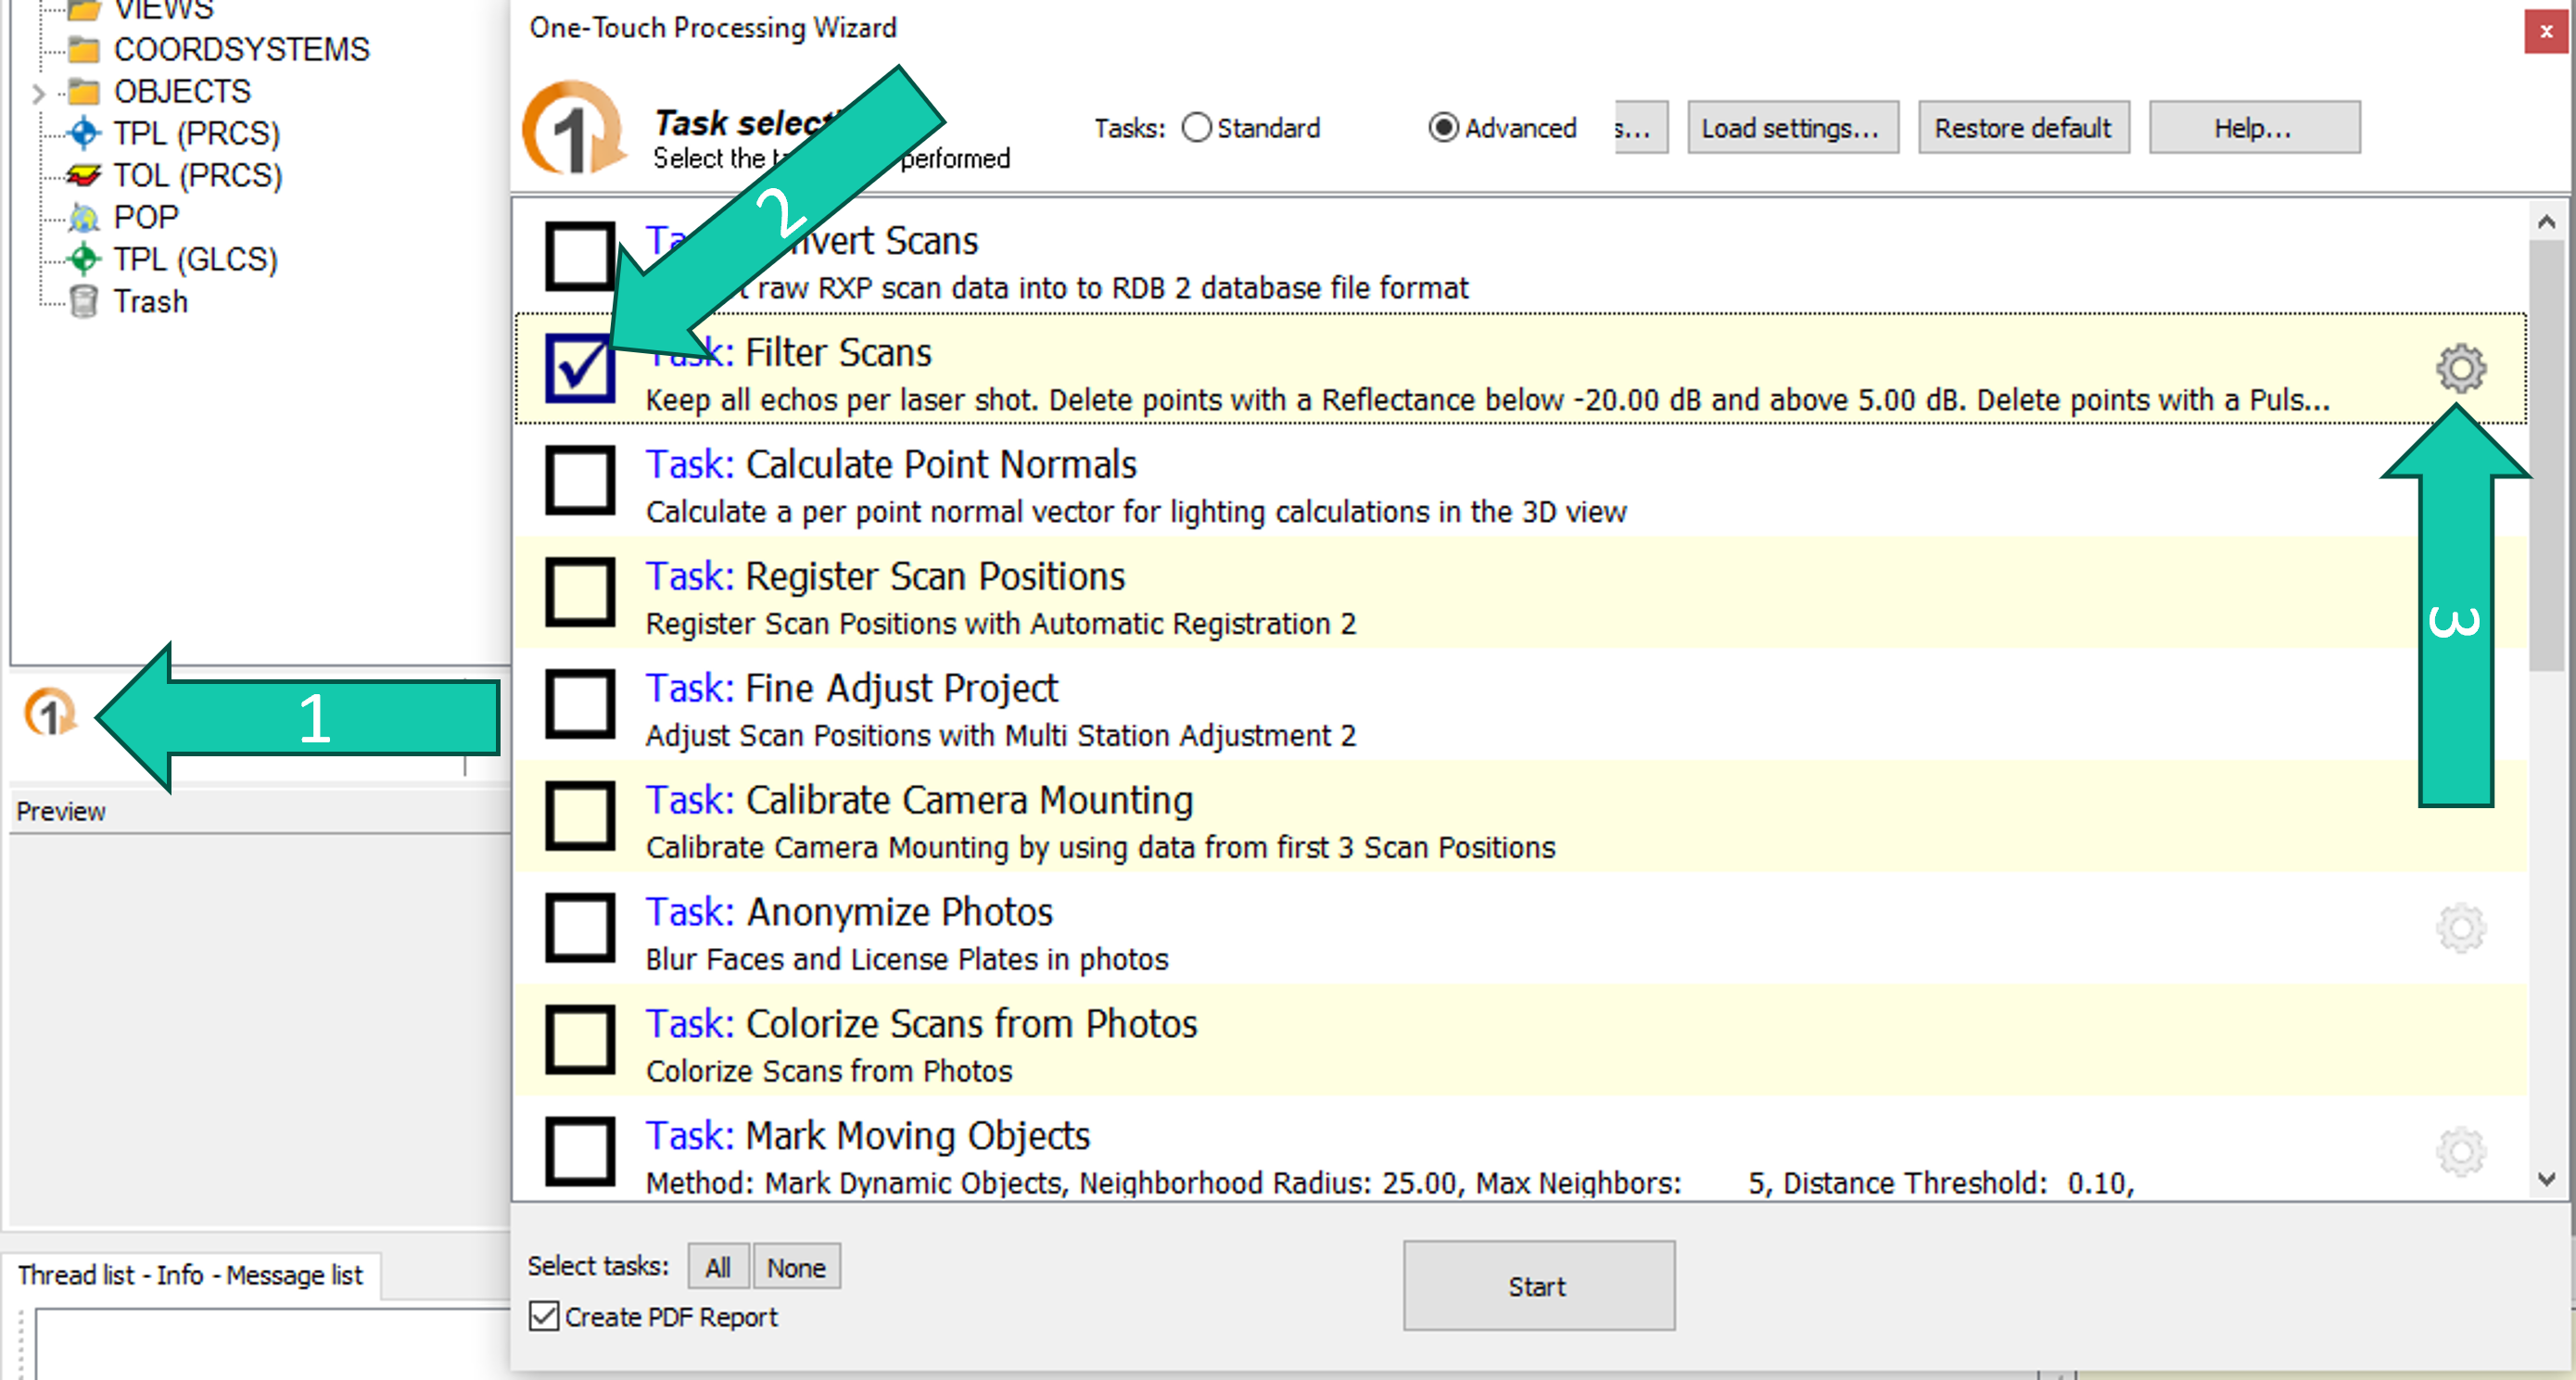 VIEWS
COORDSYSTEMS
OBJECTS
TPL (PRCS)
TOL (PRCS)
POP
TPL (GLCS)
Trash
1
1
Preview
Thread list - Info - Message list
One-Touch Processing Wizard
x
1
Task select
Select the performed
Tasks: Standard Advanced
s... Load settings... Restore default Help...
2
nvert Scans
t raw RXP scan data into to RDB 2 database file format
Task: Filter Scans
Keep all echos per laser shot. Delete points with a Reflectance below -20.00 dB and above 5.00 dB. Delete points with a Puls...
Task: Calculate Point Normals
Calculate a per point normal vector for lighting calculations in the 3D view
Task: Register Scan Positions
Register Scan Positions with Automatic Registration 2
3
Task: Fine Adjust Project
Adjust Scan Positions with Multi Station Adjustment 2
Task: Calibrate Camera Mounting
Calibrate Camera Mounting by using data from first 3 Scan Positions
Task: Anonymize Photos
Blur Faces and License Plates in photos
Task: Colorize Scans from Photos
Colorize Scans from Photos
Task: Mark Moving Objects
Method: Mark Dynamic Objects, Neighborhood Radius: 25.00, Max Neighbors: 5, Distance Threshold: 0.10,
Select tasks: All None
Create PDF Report
Start